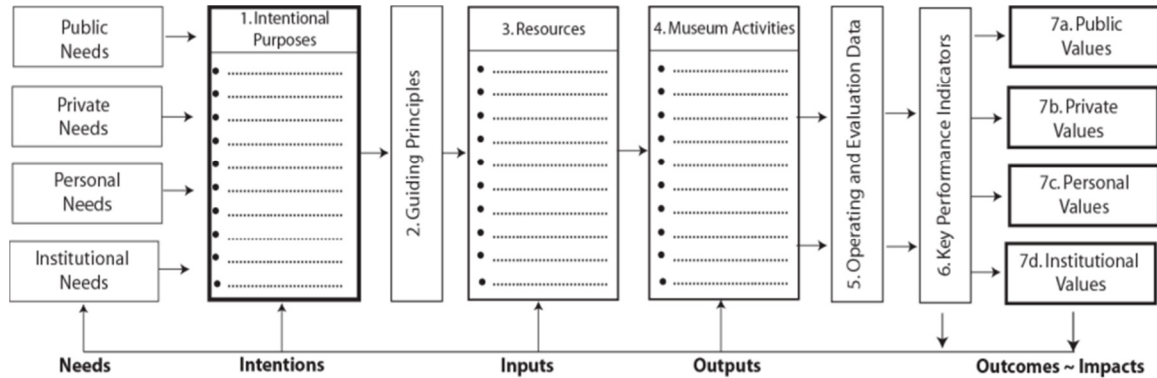 Public
Needs
Private
Needs
Personal
Needs
Institutional
Needs
1. Intentional
Purposes
2. Guiding Principles
3. Resources
4. Museum Activities
5. Operating and Evaluation Data
6. Key Performance Indicators
7a. Public
Values
7b. Private
Values
7c. Personal
Values
7d. Institutional
Values
Needs
Intentions
Inputs
Outputs
Outcomes ~ Impacts